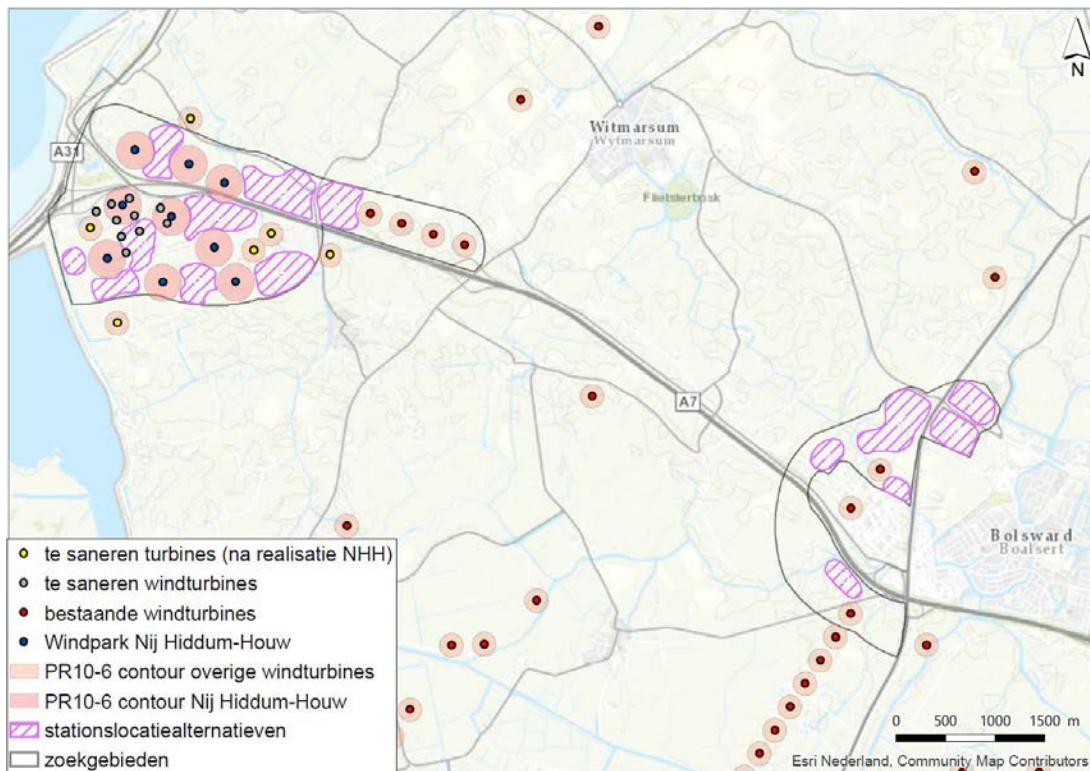 N
Witmarsum
Wytmarsum
A31
Flietsterbosk
A7
Bolsward
Boalsert
te saneren turbines (na realisatie NHH)
te saneren windturbines
bestaande windturbines
Windpark Nij Hiddum-Houw
PR10-6 contour overige windturbines
PR10-6 contour Nij Hiddum-Houw
stationslocatiealternatieven
zoekgebieden
0 500 1000 1500 m
Esri Nederland, Community Map Contributors